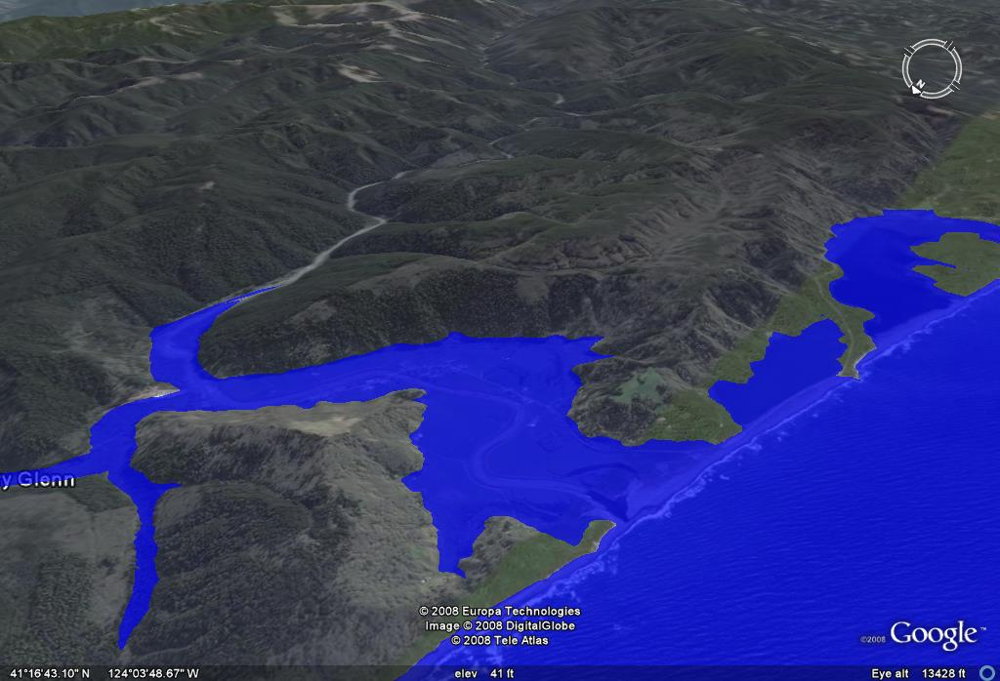 N
y Glenn
© 2008 Europa Technologies
Image © 2008 DigitalGlobe
© 2008 Tele Atlas
©2008 Google™
41°16'43.10" N 124°03'48.67" W elev 41 ft Eye alt 13428 ft